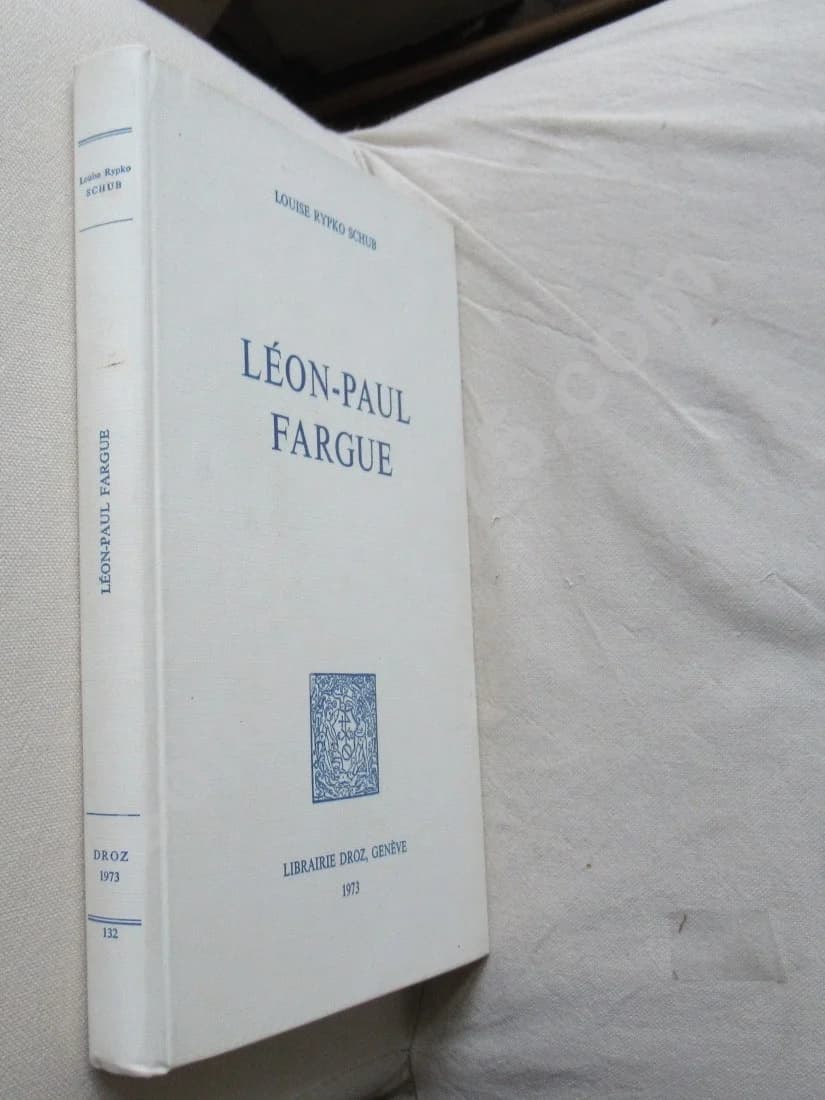 Louise Rypko
SCHUB
LÉON-PAUL FARGUE
DROZ
1973
132
LOUISE RYPKO SCHUB
LÉON-PAUL
FARGUE
LIBRAIRIE DROZ, GENÈVE
1973